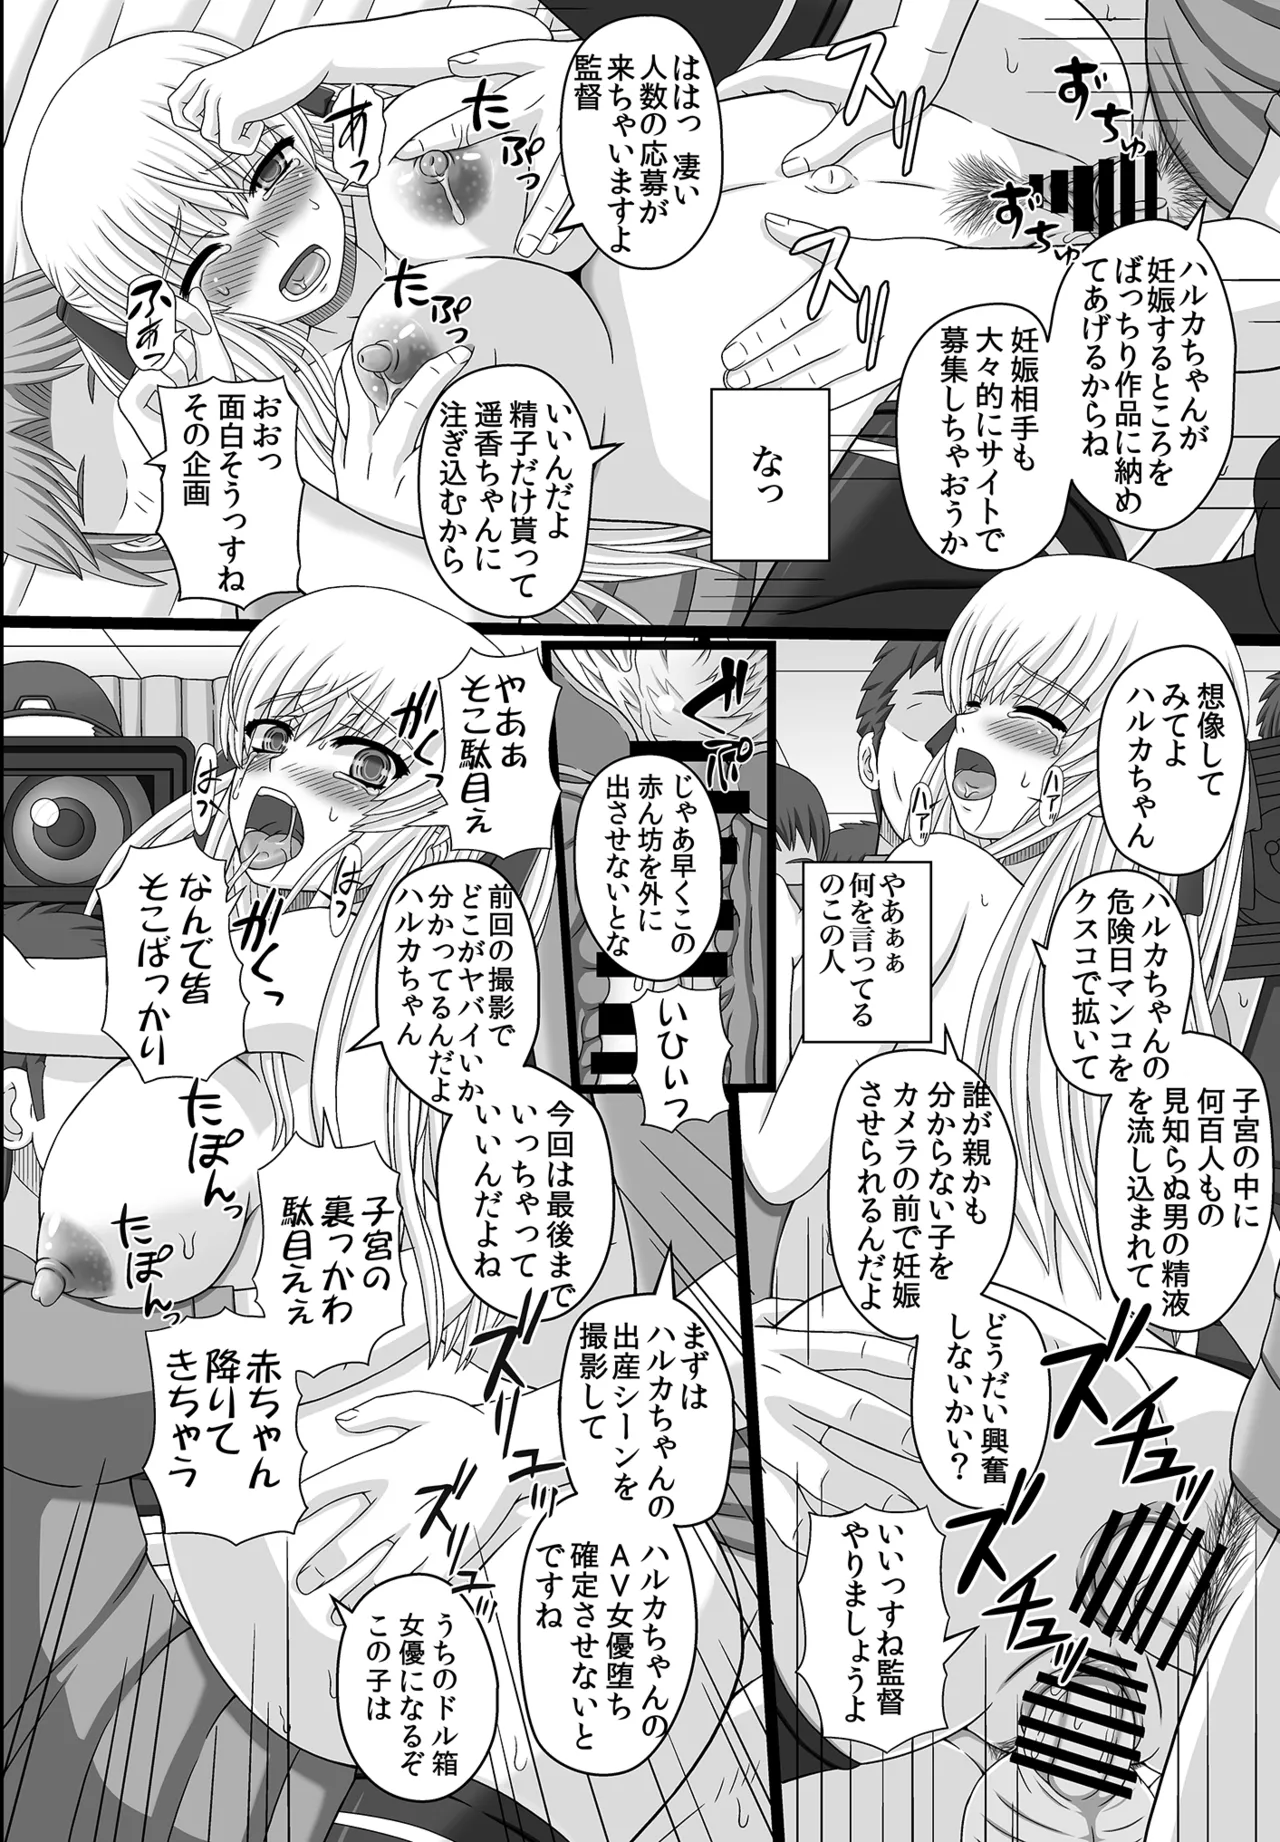 ハルカちゃんが
妊娠するところを
ばっちり作品に納め
てあげるからね
妊娠相手も
大々的にサイトで
募集しちゃおうか
なっ
ははっ 凄い
人数の応募が
来ちゃいますよ
監督
いいんだよ
精子だけ貰って
遥香ちゃんに
注ぎ込むから
おおっ
面白そうっすね
その企画
ずちゅ
ずちゅ
ズッ
ズッ
たぷっ
たぷっ
あっ
ふあっ
想像して
みてよ
ハルカちゃん
ハルカちゃんの
危険日マンコを
クスコで拡いて
子宮の中に
何百人もの
見知らぬ男の精液
を流し込まれて
やあぁぁ
何を言ってる
のこの人
誰が親かも
分からない子を
カメラの前で妊娠
させられるんだよ
どうだい興奮
しないかい？
いいっすね監督
やりましょうよ
ハァ
ハァ
ズチュッ
ズチュッ
じゃあ早くこの
赤ん坊を外に
出させないとな
いひぃっ
まずは
ハルカちゃんの
出産シーンを
撮影して
ハルカちゃんの
ＡＶ女優堕ち
確定させないと
ですね
やあぁ
そこ駄目ぇ
前回の撮影で
どこがヤバイいか
分かってるんだよ
ハルカちゃん
今回は最後まで
いっちゃって
いいんだよね
なんで皆
そこばっかり
子宮の
裏っかわ
駄目ぇぇ
赤ちゃん
降りて
きちゃう
うちのドル箱
女優になるぞ
この子は
がくっ
がくっ
はっ
はっ
たぽんっ
たぽんっ
ズッ
ズッ